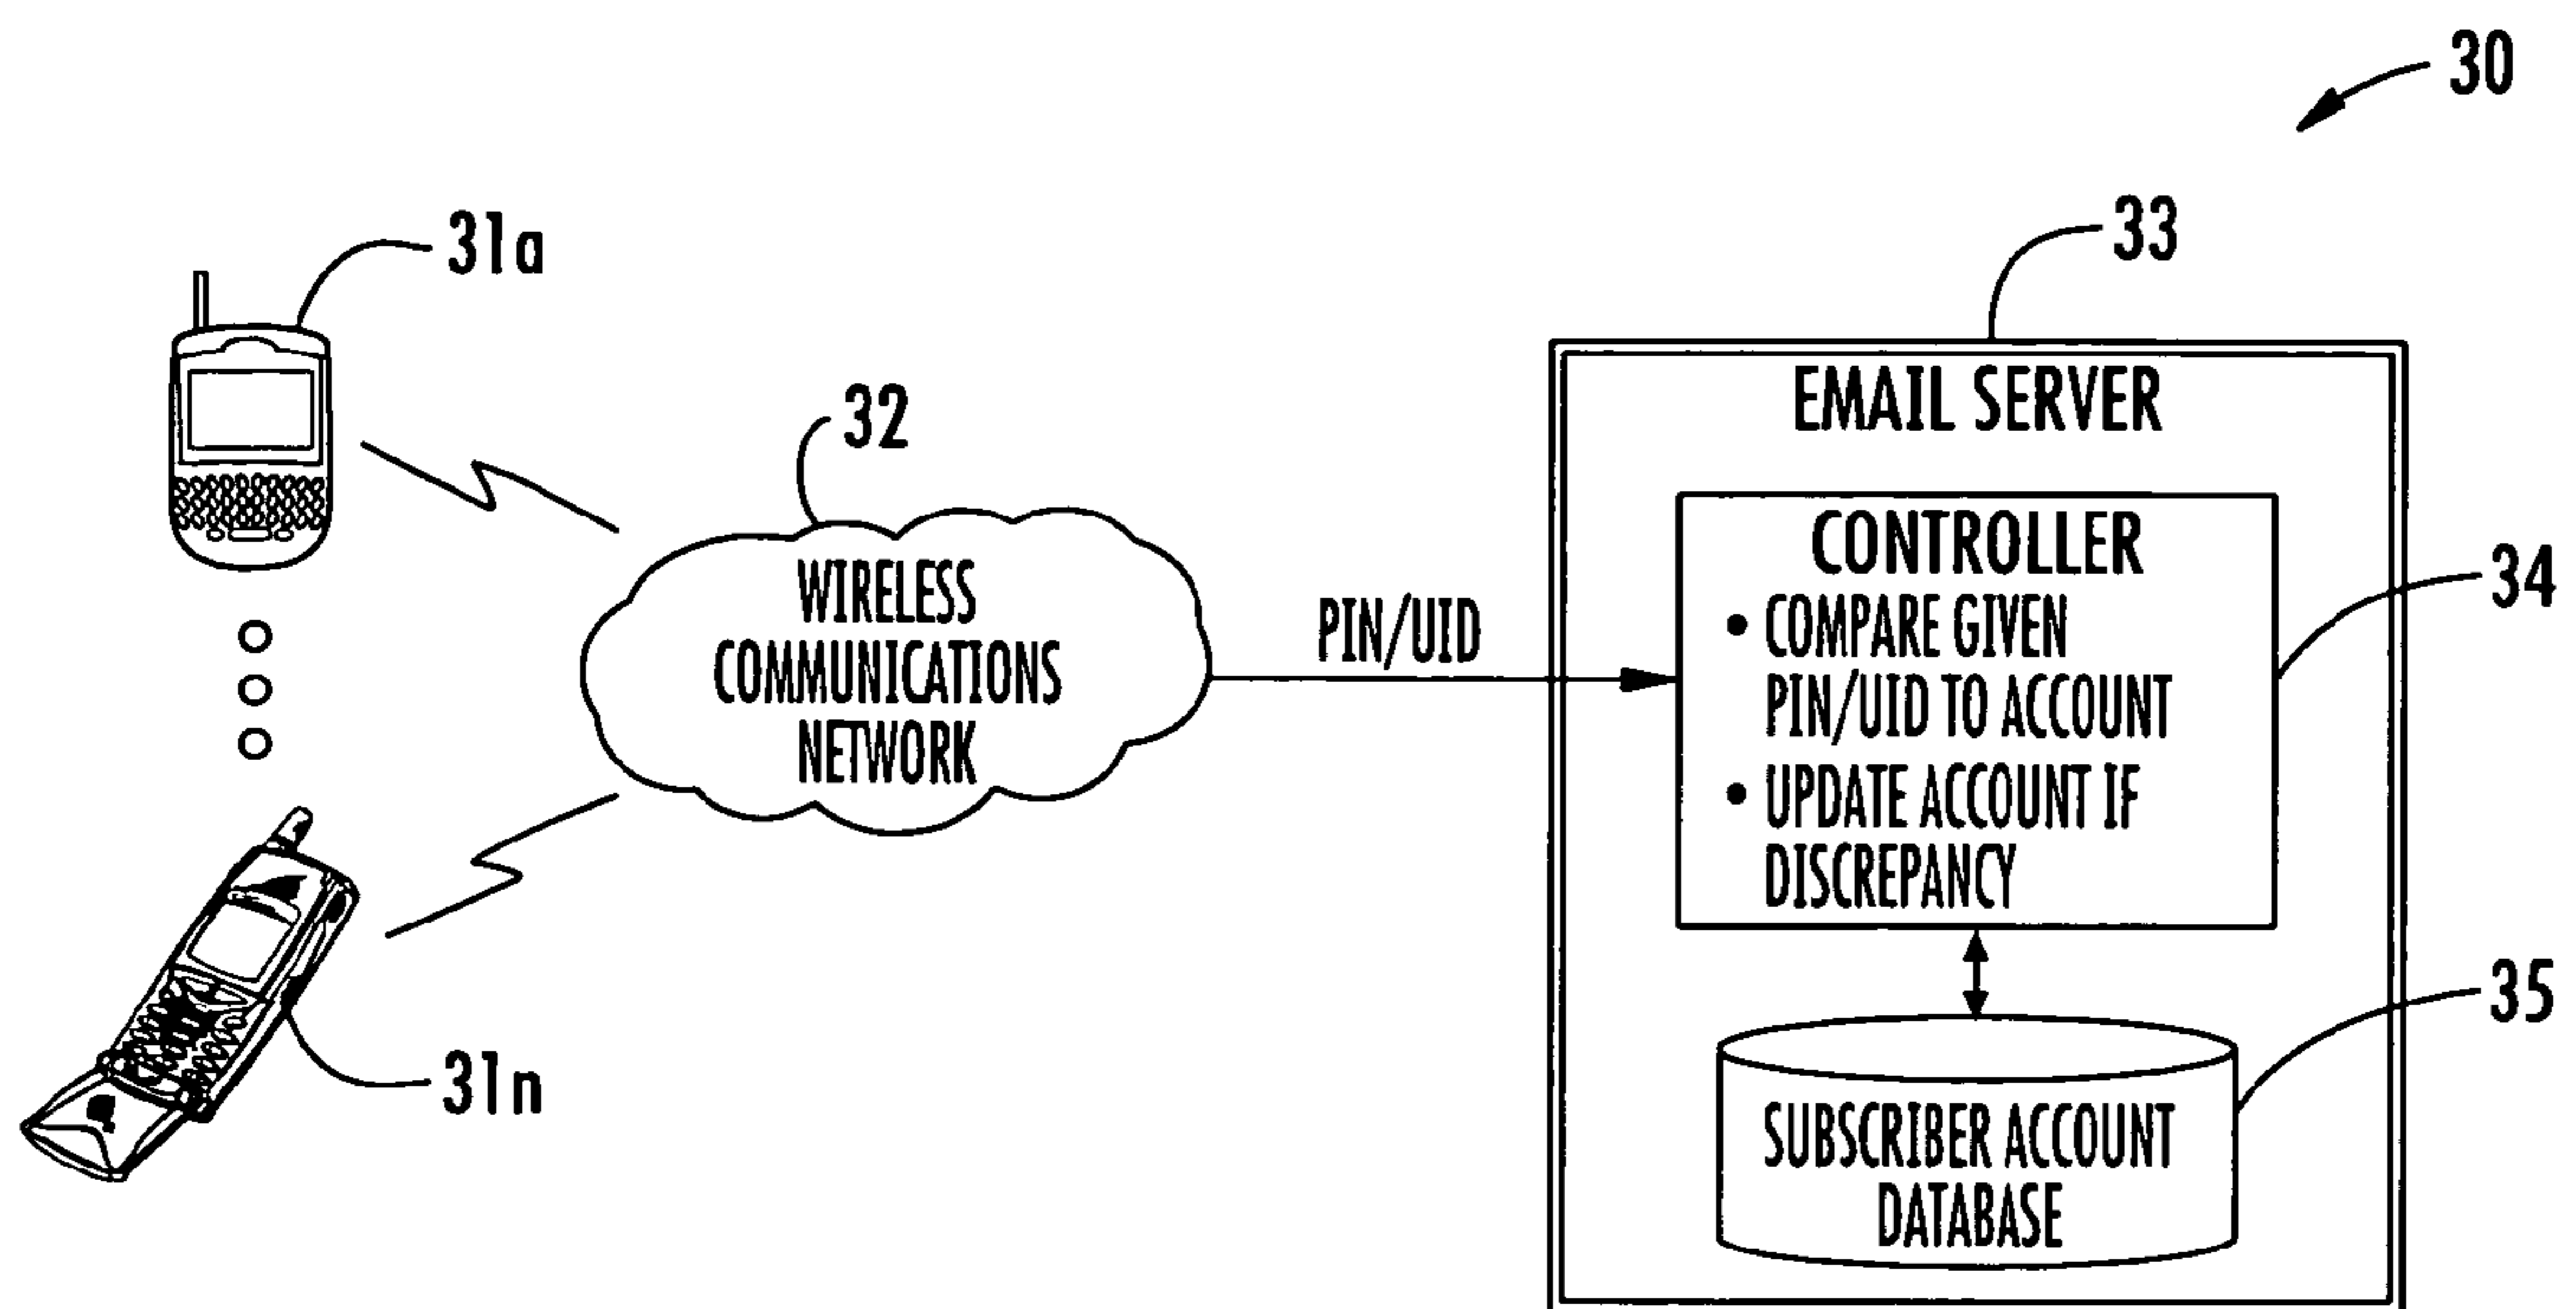 30
31a
33
32
EMAIL SERVER
CONTROLLER
• COMPARE GIVEN
PIN/UID TO ACCOUNT
• UPDATE ACCOUNT IF
DISCREPANCY
34
WIRELESS
COMMUNICATIONS
NETWORK
PIN/UID
35
31n
SUBSCRIBER ACCOUNT
DATABASE